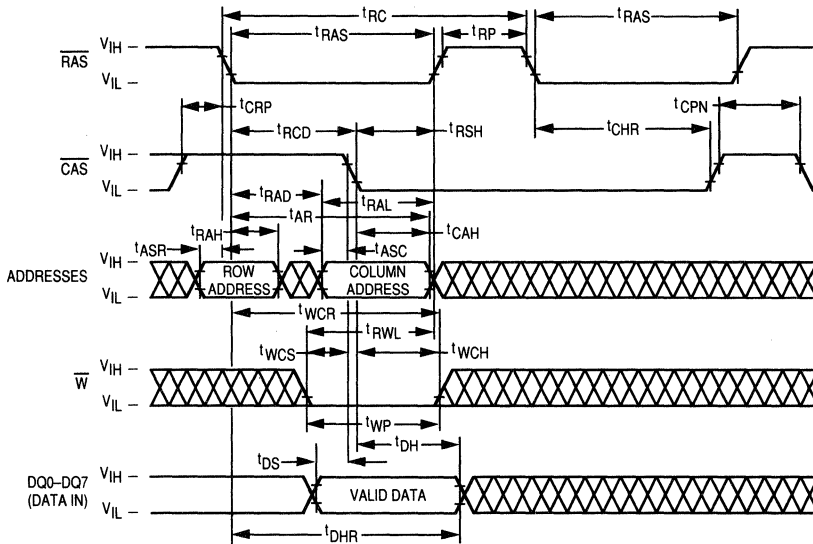 tRC
tRAS
tRP
tRAS
RAS
VIH
VIL
tCRP
tRCD
tRSH
tCHR
tCPN
CAS
VIH
VIL
tRAD
tRAL
tAR
tRAH
tCAH
tASR
tASC
ADDRESSES
VIH
VIL
ROW
ADDRESS
COLUMN
ADDRESS
tWCR
tRWL
tWCS
tWCH
W
VIH
VIL
tWP
tDH
tDS
DQ0–DQ7
(DATA IN)
VIH
VIL
VALID DATA
tDHR